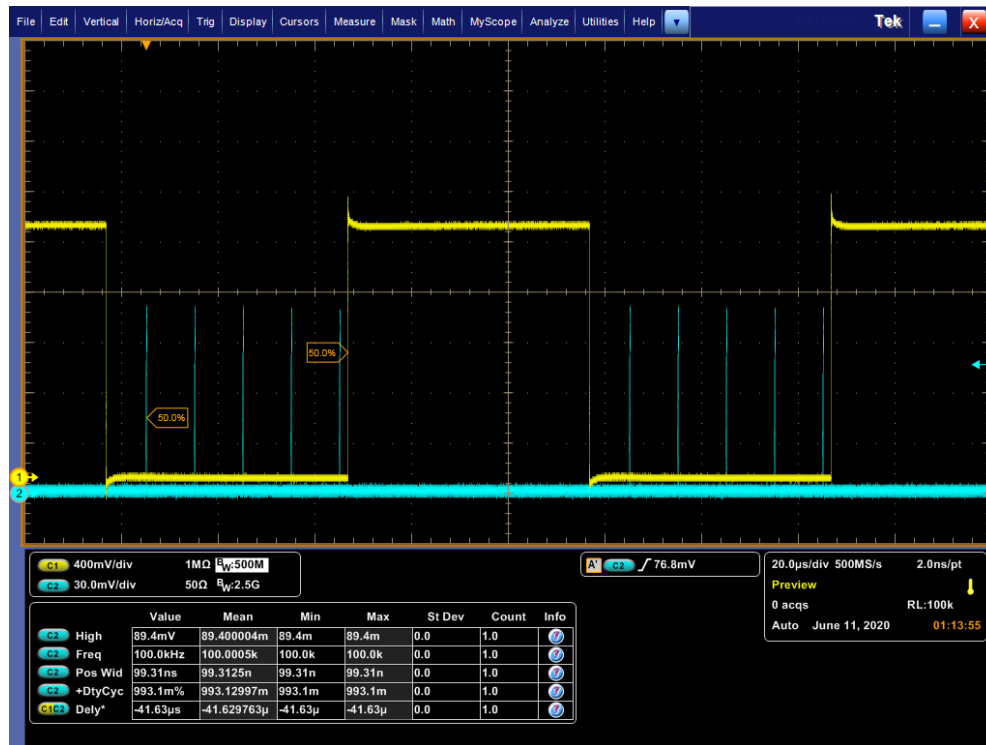 File Edit Vertical Horiz/Acq Trig Display Cursors Measure Mask Math MyScope Analyze Utilities Help Tek X
50.0%
50.0%
1
2
C1 400mV/div 1MΩ BW:500M
C2 30.0mV/div 50Ω BW:2.5G
A' C2 76.8mV
20.0µs/div 500MS/s 2.0ns/pt
Preview
0 acqs RL:100k
Auto June 11, 2020 01:13:55
Value Mean Min Max St Dev Count Info
C2 High 89.4mV 89.400004m 89.4m 89.4m 0.0 1.0
C2 Freq 100.0kHz 100.0005k 100.0k 100.0k 0.0 1.0
C2 Pos Wid 99.31ns 99.3125n 99.31n 99.31n 0.0 1.0
C2 +DtyCyc 993.1m% 993.12997m 993.1m 993.1m 0.0 1.0
C1C2 Dely* -41.63µs -41.629763µ -41.63µ -41.63µ 0.0 1.0